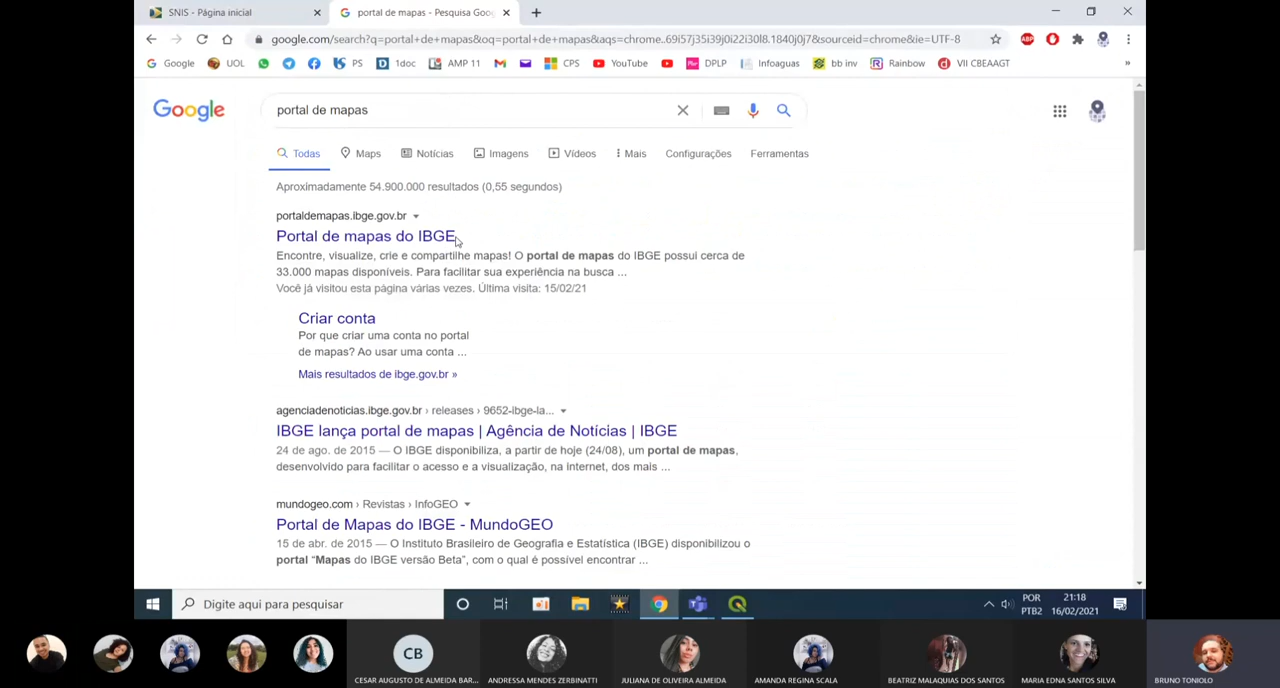 SNIS - Página inicial
portal de mapas - Pesquisa Goo
google.com/search?q=portal+de+mapas&oq=portal+de+mapas&aqs=chrome..69i57j35i39j0i22i30l8.1840j0j7&sourceid=chrome&ie=UTF-8
ABP
Google UOL PS 1doc AMP 11 CPS YouTube DPLP Infoaguas bb inv Rainbow VII CBEAAGT »
Google
portal de mapas
Todas Maps Notícias Imagens Vídeos Mais Configurações Ferramentas
Aproximadamente 54.900.000 resultados (0,55 segundos)
portaldemapas.ibge.gov.br
Portal de mapas do IBGE
Encontre, visualize, crie e compartilhe mapas! O portal de mapas do IBGE possui cerca de
33.000 mapas disponíveis. Para facilitar sua experiência na busca ...
Você já visitou esta página várias vezes. Última visita: 15/02/21
Criar conta
Por que criar uma conta no portal
de mapas? Ao usar uma conta ...
Mais resultados de ibge.gov.br »
agenciadenoticias.ibge.gov.br › releases › 9652-ibge-la...
IBGE lança portal de mapas | Agência de Notícias | IBGE
24 de ago. de 2015 — O IBGE disponibiliza, a partir de hoje (24/08), um portal de mapas,
desenvolvido para facilitar o acesso e a visualização, na internet, dos mais ...
mundogeo.com › Revistas › InfoGEO
Portal de Mapas do IBGE - MundoGEO
15 de abr. de 2015 — O Instituto Brasileiro de Geografia e Estatística (IBGE) disponibilizou o
portal “Mapas do IBGE versão Beta”, com o qual é possível encontrar ...
Digite aqui para pesquisar
POR
PTB2
21:18
16/02/2021
CB
CESAR AUGUSTO DE ALMEIDA BAR... ANDRESSA MENDES ZERBINATTI JULIANA DE OLIVEIRA ALMEIDA AMANDA REGINA SCALA BEATRIZ MALAQUIAS DOS SANTOS MARIA EDNA SANTOS SILVA BRUNO TONIOLO